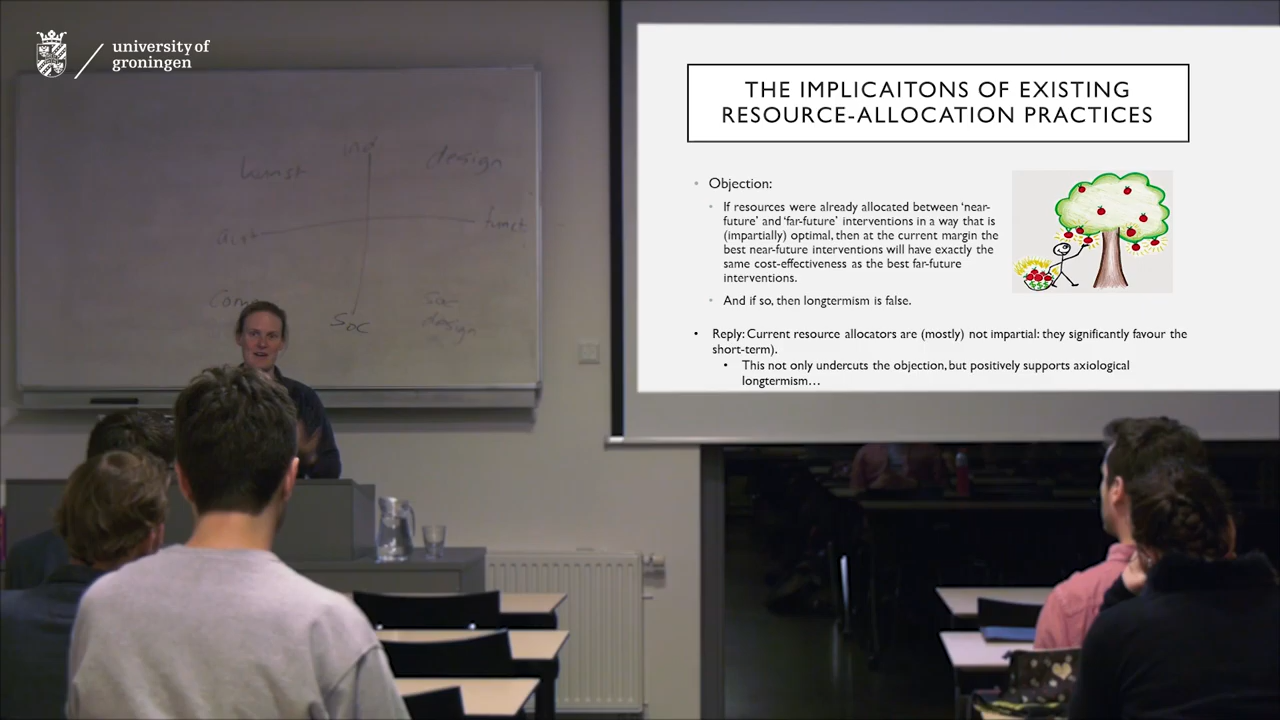 university of
groningen
THE IMPLICAITONS OF EXISTING
RESOURCE-ALLOCATION PRACTICES
Objection:
If resources were already allocated between ‘near-
future’ and ‘far-future’ interventions in a way that is
(impartially) optimal, then at the current margin the
best near-future interventions will have exactly the
same cost-effectiveness as the best far-future
interventions.
And if so, then longtermism is false.
Reply: Current resource allocators are (mostly) not impartial: they significantly favour the
short-term).
This not only undercuts the objection, but positively supports axiological
longtermism…
kunst
design
Soc
design